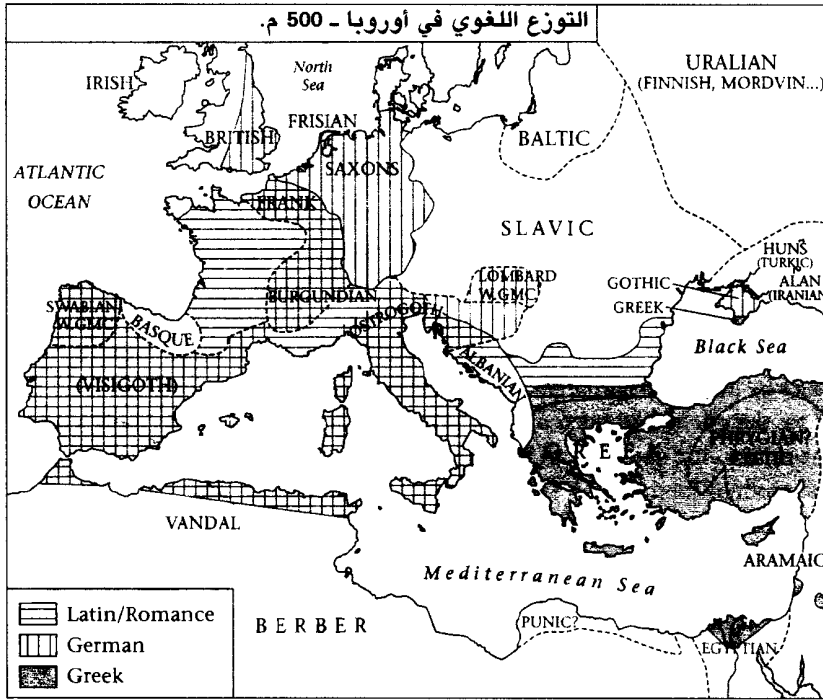 التوزع اللغوي في أوروبا ـ 500 م.
IRISH
North
Sea
URALIAN
(FINNISH, MORDVIN...)
FRISIAN
BRITISH
BALTIC
SAXONS
ATLANTIC
OCEAN
FRANK
SLAVIC
HUNS
(TURKIC)
ALAN
(IRANIAN)
LOMBARD
W.GMC
GOTHIC
GREEK
BURGUNDIAN
SWABIAN
W.GMC
BASQUE
OSTROGOTH
ALBANIAN
Black Sea
(VISIGOTH)
GREEK
PHRYGIAN?
VANDAL
ARAMAIC
Mediterranean Sea
BERBER
PUNIC?
EGYPTIAN
Latin/Romance
German
Greek